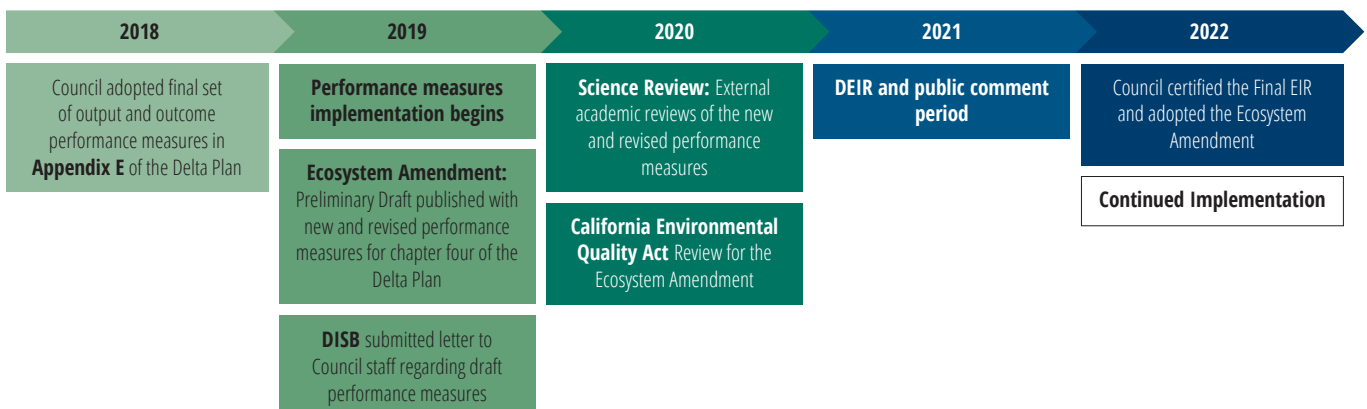 2018
2019
2020
2021
2022
Council adopted final set
of output and outcome
performance measures in
Appendix E of the Delta Plan
Performance measures
implementation begins
Ecosystem Amendment:
Preliminary Draft published with
new and revised performance
measures for chapter four of the
Delta Plan
DISB submitted letter to
Council staff regarding draft
performance measures
Science Review: External
academic reviews of the new
and revised performance
measures
California Environmental
Quality Act Review for the
Ecosystem Amendment
DEIR and public comment
period
Council certified the Final EIR
and adopted the Ecosystem
Amendment
Continued Implementation